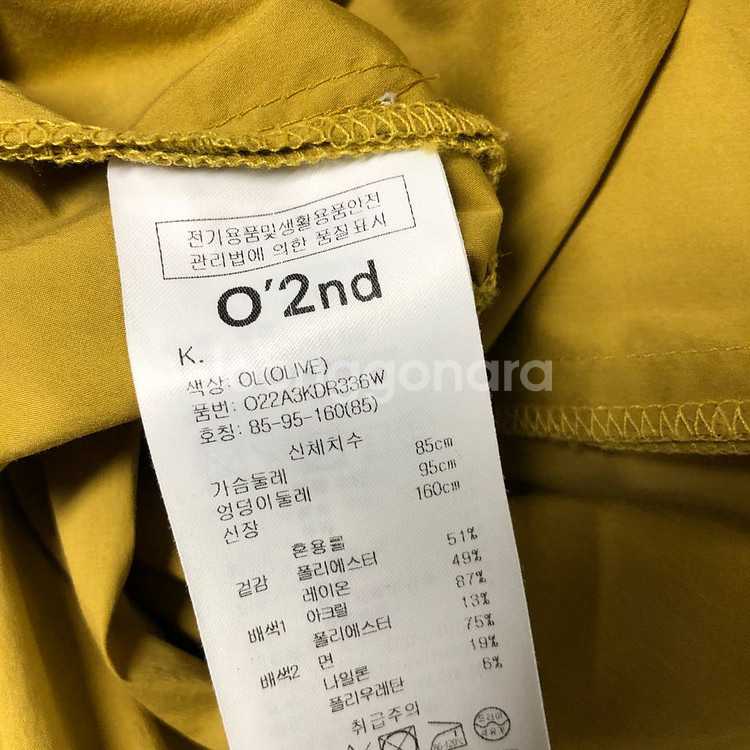 전기용품및생활용품안전
관리법에 의한 품질표시
O'2nd
K.
색상: OL(OLIVE)
품번: O22A3KDR336W
호칭: 85-95-160(85)
신체치수
가슴둘레 85cm
엉덩이둘레 95cm
신장 160cm
혼용률
겉감 폴리에스터 51%
레이온 49%
배색1 아크릴 87%
폴리에스터 13%
배색2 면 75%
나일론 19%
폴리우레탄 6%
취급주의
드라이